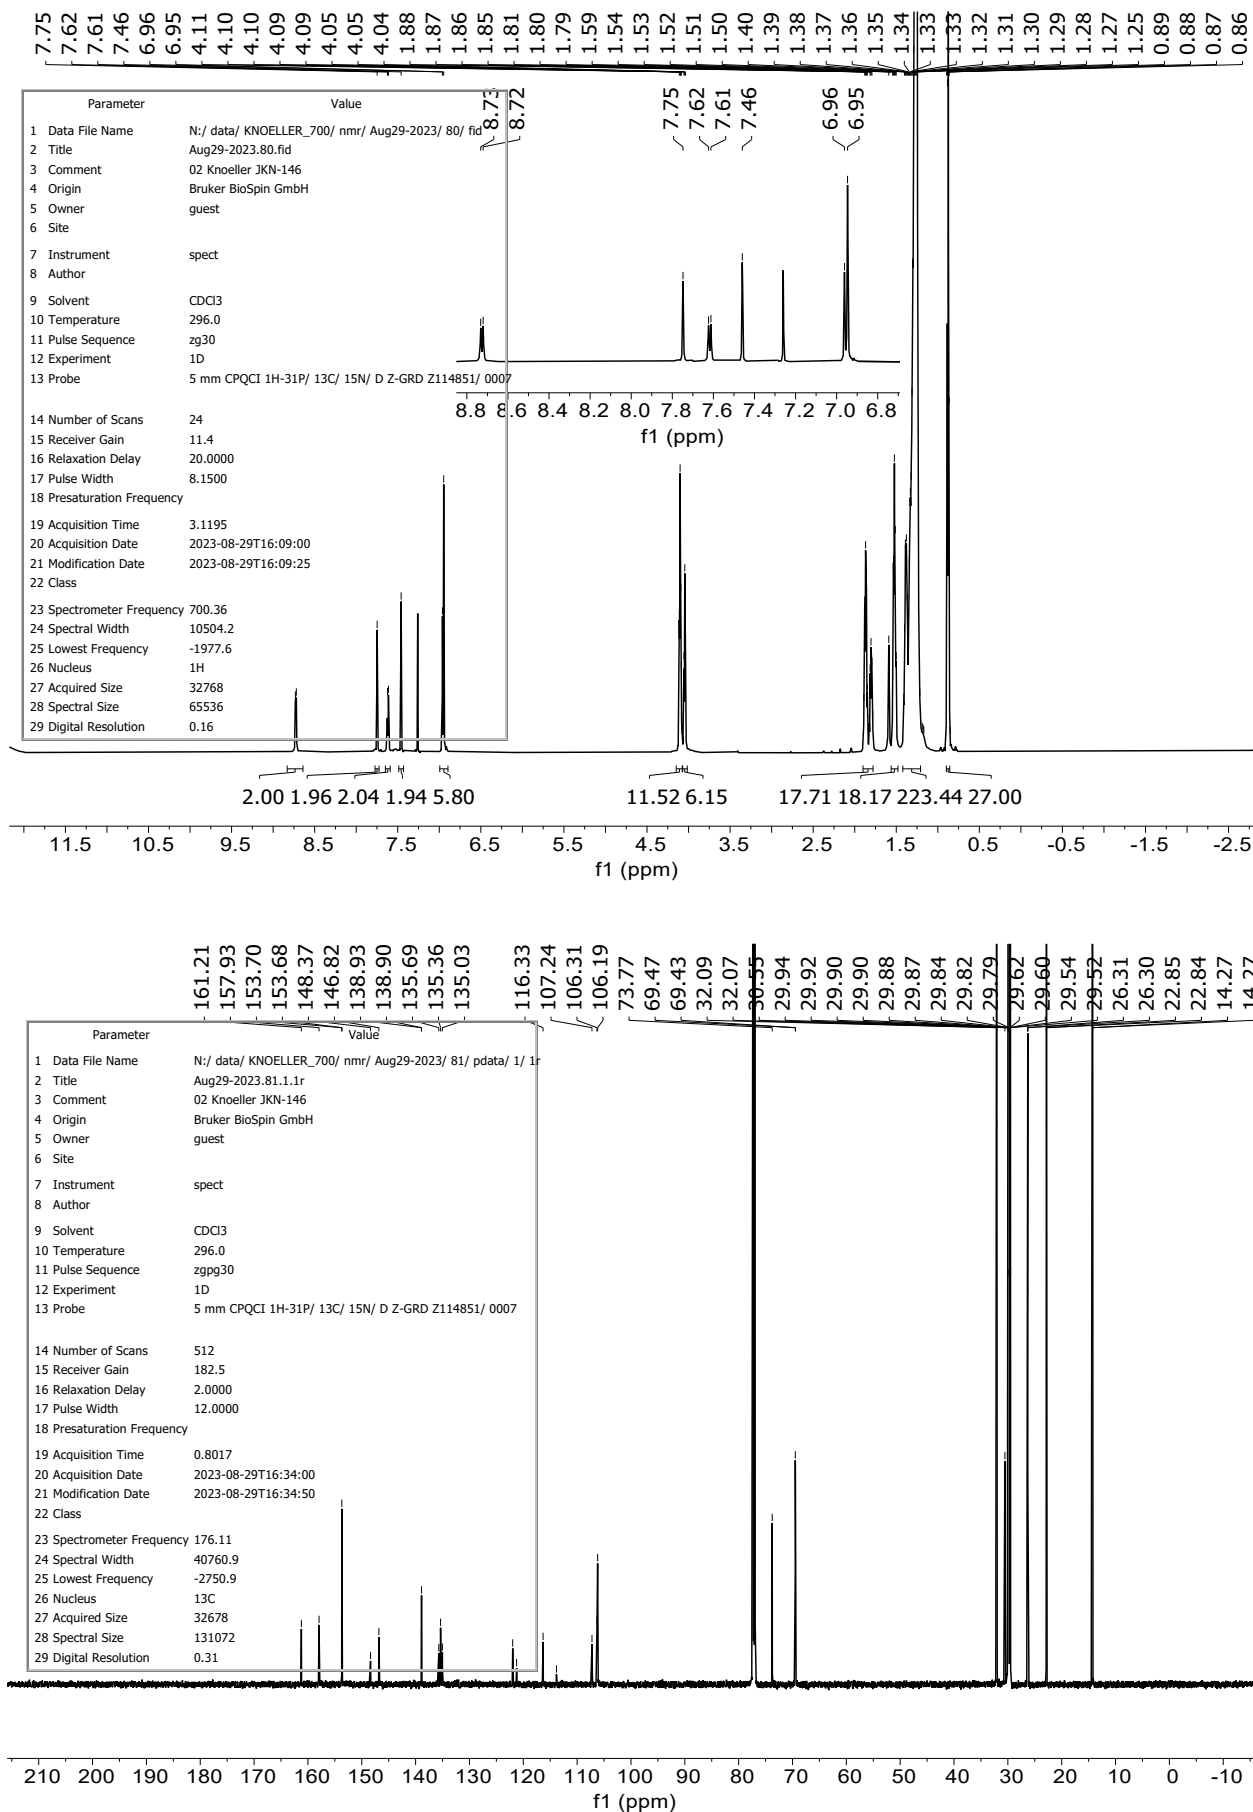 7.75 7.62 7.61 7.46 6.96 6.95 4.11 4.10 4.10 4.09 4.09 4.05 4.05 4.04 1.88 1.87 1.86 1.85 1.81 1.80 1.79 1.59 1.54 1.53 1.52 1.51 1.50 1.40 1.39 1.38 1.37 1.36 1.35 1.34 1.33 1.33 1.32 1.31 1.30 1.29 1.28 1.27 1.25 0.89 0.88 0.87 0.86
Parameter Value
1 Data File Name N:/ data/ KNOELLER_700/ nmr/ Aug29-2023/ 80/ fid
2 Title Aug29-2023.80.fid
3 Comment 02 Knoeller JKN-146
4 Origin Bruker BioSpin GmbH
5 Owner guest
6 Site
7 Instrument spect
8 Author
9 Solvent CDCl3
10 Temperature 296.0
11 Pulse Sequence zg30
12 Experiment 1D
13 Probe 5 mm CPQCI 1H-31P/ 13C/ 15N/ D Z-GRD Z114851/ 0007
14 Number of Scans 24
15 Receiver Gain 11.4
16 Relaxation Delay 20.0000
17 Pulse Width 8.1500
18 Presaturation Frequency
19 Acquisition Time 3.1195
20 Acquisition Date 2023-08-29T16:09:00
21 Modification Date 2023-08-29T16:09:25
22 Class
23 Spectrometer Frequency 700.36
24 Spectral Width 10504.2
25 Lowest Frequency -1977.6
26 Nucleus 1H
27 Acquired Size 32768
28 Spectral Size 65536
29 Digital Resolution 0.16
8.73 8.72 7.75 7.62 7.61 7.46 6.96 6.95
8.8 8.6 8.4 8.2 8.0 7.8 7.6 7.4 7.2 7.0 6.8
f1 (ppm)
2.00 1.96 2.04 1.94 5.80 11.52 6.15 17.71 18.17 223.44 27.00
11.5 10.5 9.5 8.5 7.5 6.5 5.5 4.5 3.5 2.5 1.5 0.5 -0.5 -1.5 -2.5
f1 (ppm)
161.21 157.93 153.70 153.68 148.37 146.82 138.93 138.90 135.69 135.36 135.03 116.33 107.24 106.31 106.19 73.77 69.47 69.43 32.09 32.07 30.55 29.94 29.92 29.90 29.90 29.88 29.87 29.84 29.82 29.79 29.62 29.60 29.54 29.52 26.31 26.30 22.85 22.84 14.27 14.27
Parameter Value
1 Data File Name N:/ data/ KNOELLER_700/ nmr/ Aug29-2023/ 81/ pdata/ 1/ 1r
2 Title Aug29-2023.81.1.1r
3 Comment 02 Knoeller JKN-146
4 Origin Bruker BioSpin GmbH
5 Owner guest
6 Site
7 Instrument spect
8 Author
9 Solvent CDCl3
10 Temperature 296.0
11 Pulse Sequence zgpg30
12 Experiment 1D
13 Probe 5 mm CPQCI 1H-31P/ 13C/ 15N/ D Z-GRD Z114851/ 0007
14 Number of Scans 512
15 Receiver Gain 182.5
16 Relaxation Delay 2.0000
17 Pulse Width 12.0000
18 Presaturation Frequency
19 Acquisition Time 0.8017
20 Acquisition Date 2023-08-29T16:34:00
21 Modification Date 2023-08-29T16:34:50
22 Class
23 Spectrometer Frequency 176.11
24 Spectral Width 40760.9
25 Lowest Frequency -2750.9
26 Nucleus 13C
27 Acquired Size 32678
28 Spectral Size 131072
29 Digital Resolution 0.31
210 200 190 180 170 160 150 140 130 120 110 100 90 80 70 60 50 40 30 20 10 0 -10
f1 (ppm)